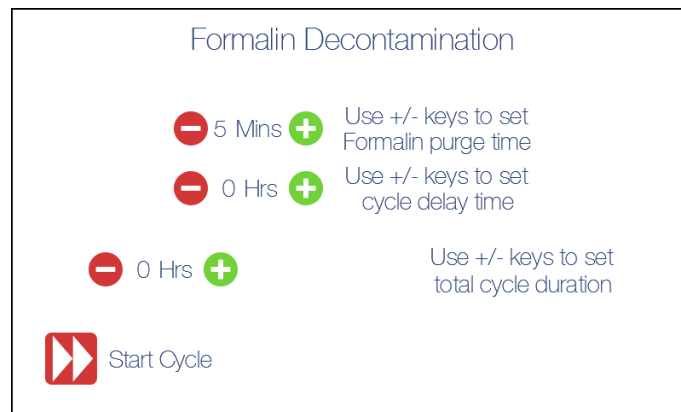 Formalin Decontamination
5 Mins
Use +/- keys to set
Formalin purge time
0 Hrs
Use +/- keys to set
cycle delay time
0 Hrs
Use +/- keys to set
total cycle duration
Start Cycle